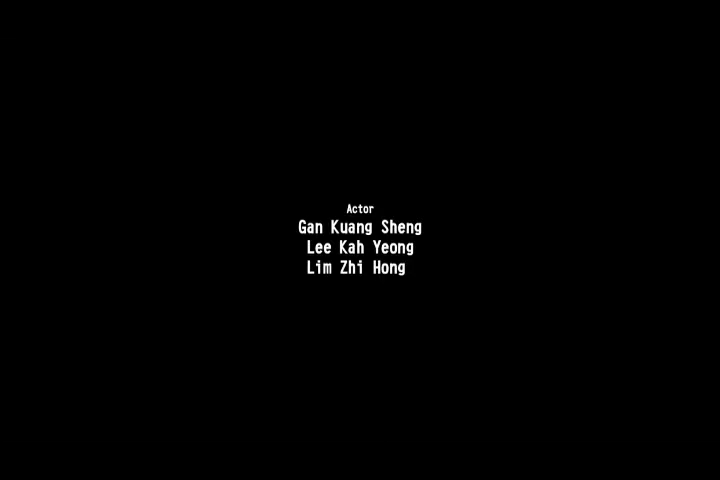 Actor
Gan Kuang Sheng
Lee Kah Yeong
Lim Zhi Hong